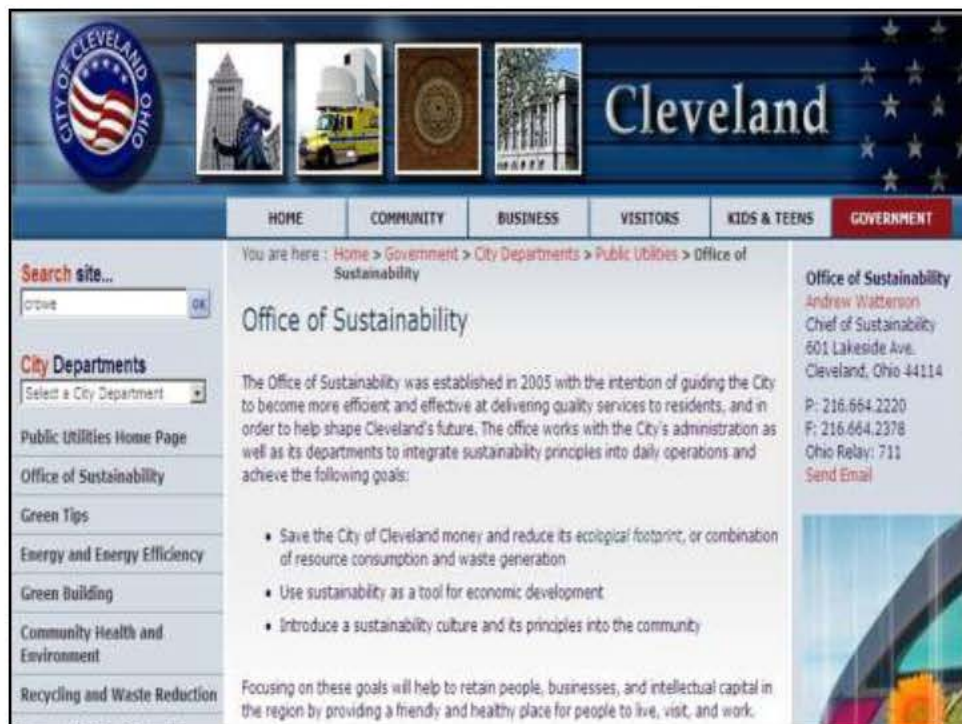 CITY OF CLEVELAND OHIO
Cleveland
HOME COMMUNITY BUSINESS VISITORS KIDS & TEENS GOVERNMENT
Search site...
crowe OK
City Departments
Select a City Department
Public Utilities Home Page
Office of Sustainability
Green Tips
Energy and Energy Efficiency
Green Building
Community Health and
Environment
Recycling and Waste Reduction
You are here : Home > Government > City Departments > Public Utilities > Office of
Sustainability
Office of Sustainability
The Office of Sustainability was established in 2005 with the intention of guiding the City
to become more efficient and effective at delivering quality services to residents, and in
order to help shape Cleveland's future. The office works with the City's administration as
well as its departments to integrate sustainability principles into daily operations and
achieve the following goals:
• Save the City of Cleveland money and reduce its ecological footprint, or combination
of resource consumption and waste generation
• Use sustainability as a tool for economic development
• Introduce a sustainability culture and its principles into the community
Focusing on these goals will help to retain people, businesses, and intellectual capital in
the region by providing a friendly and healthy place for people to live, visit, and work.
Office of Sustainability
Andrew Watterson
Chief of Sustainability
601 Lakeside Ave.
Cleveland, Ohio 44114
P: 216.664.2220
F: 216.664.2378
Ohio Relay: 711
Send Email